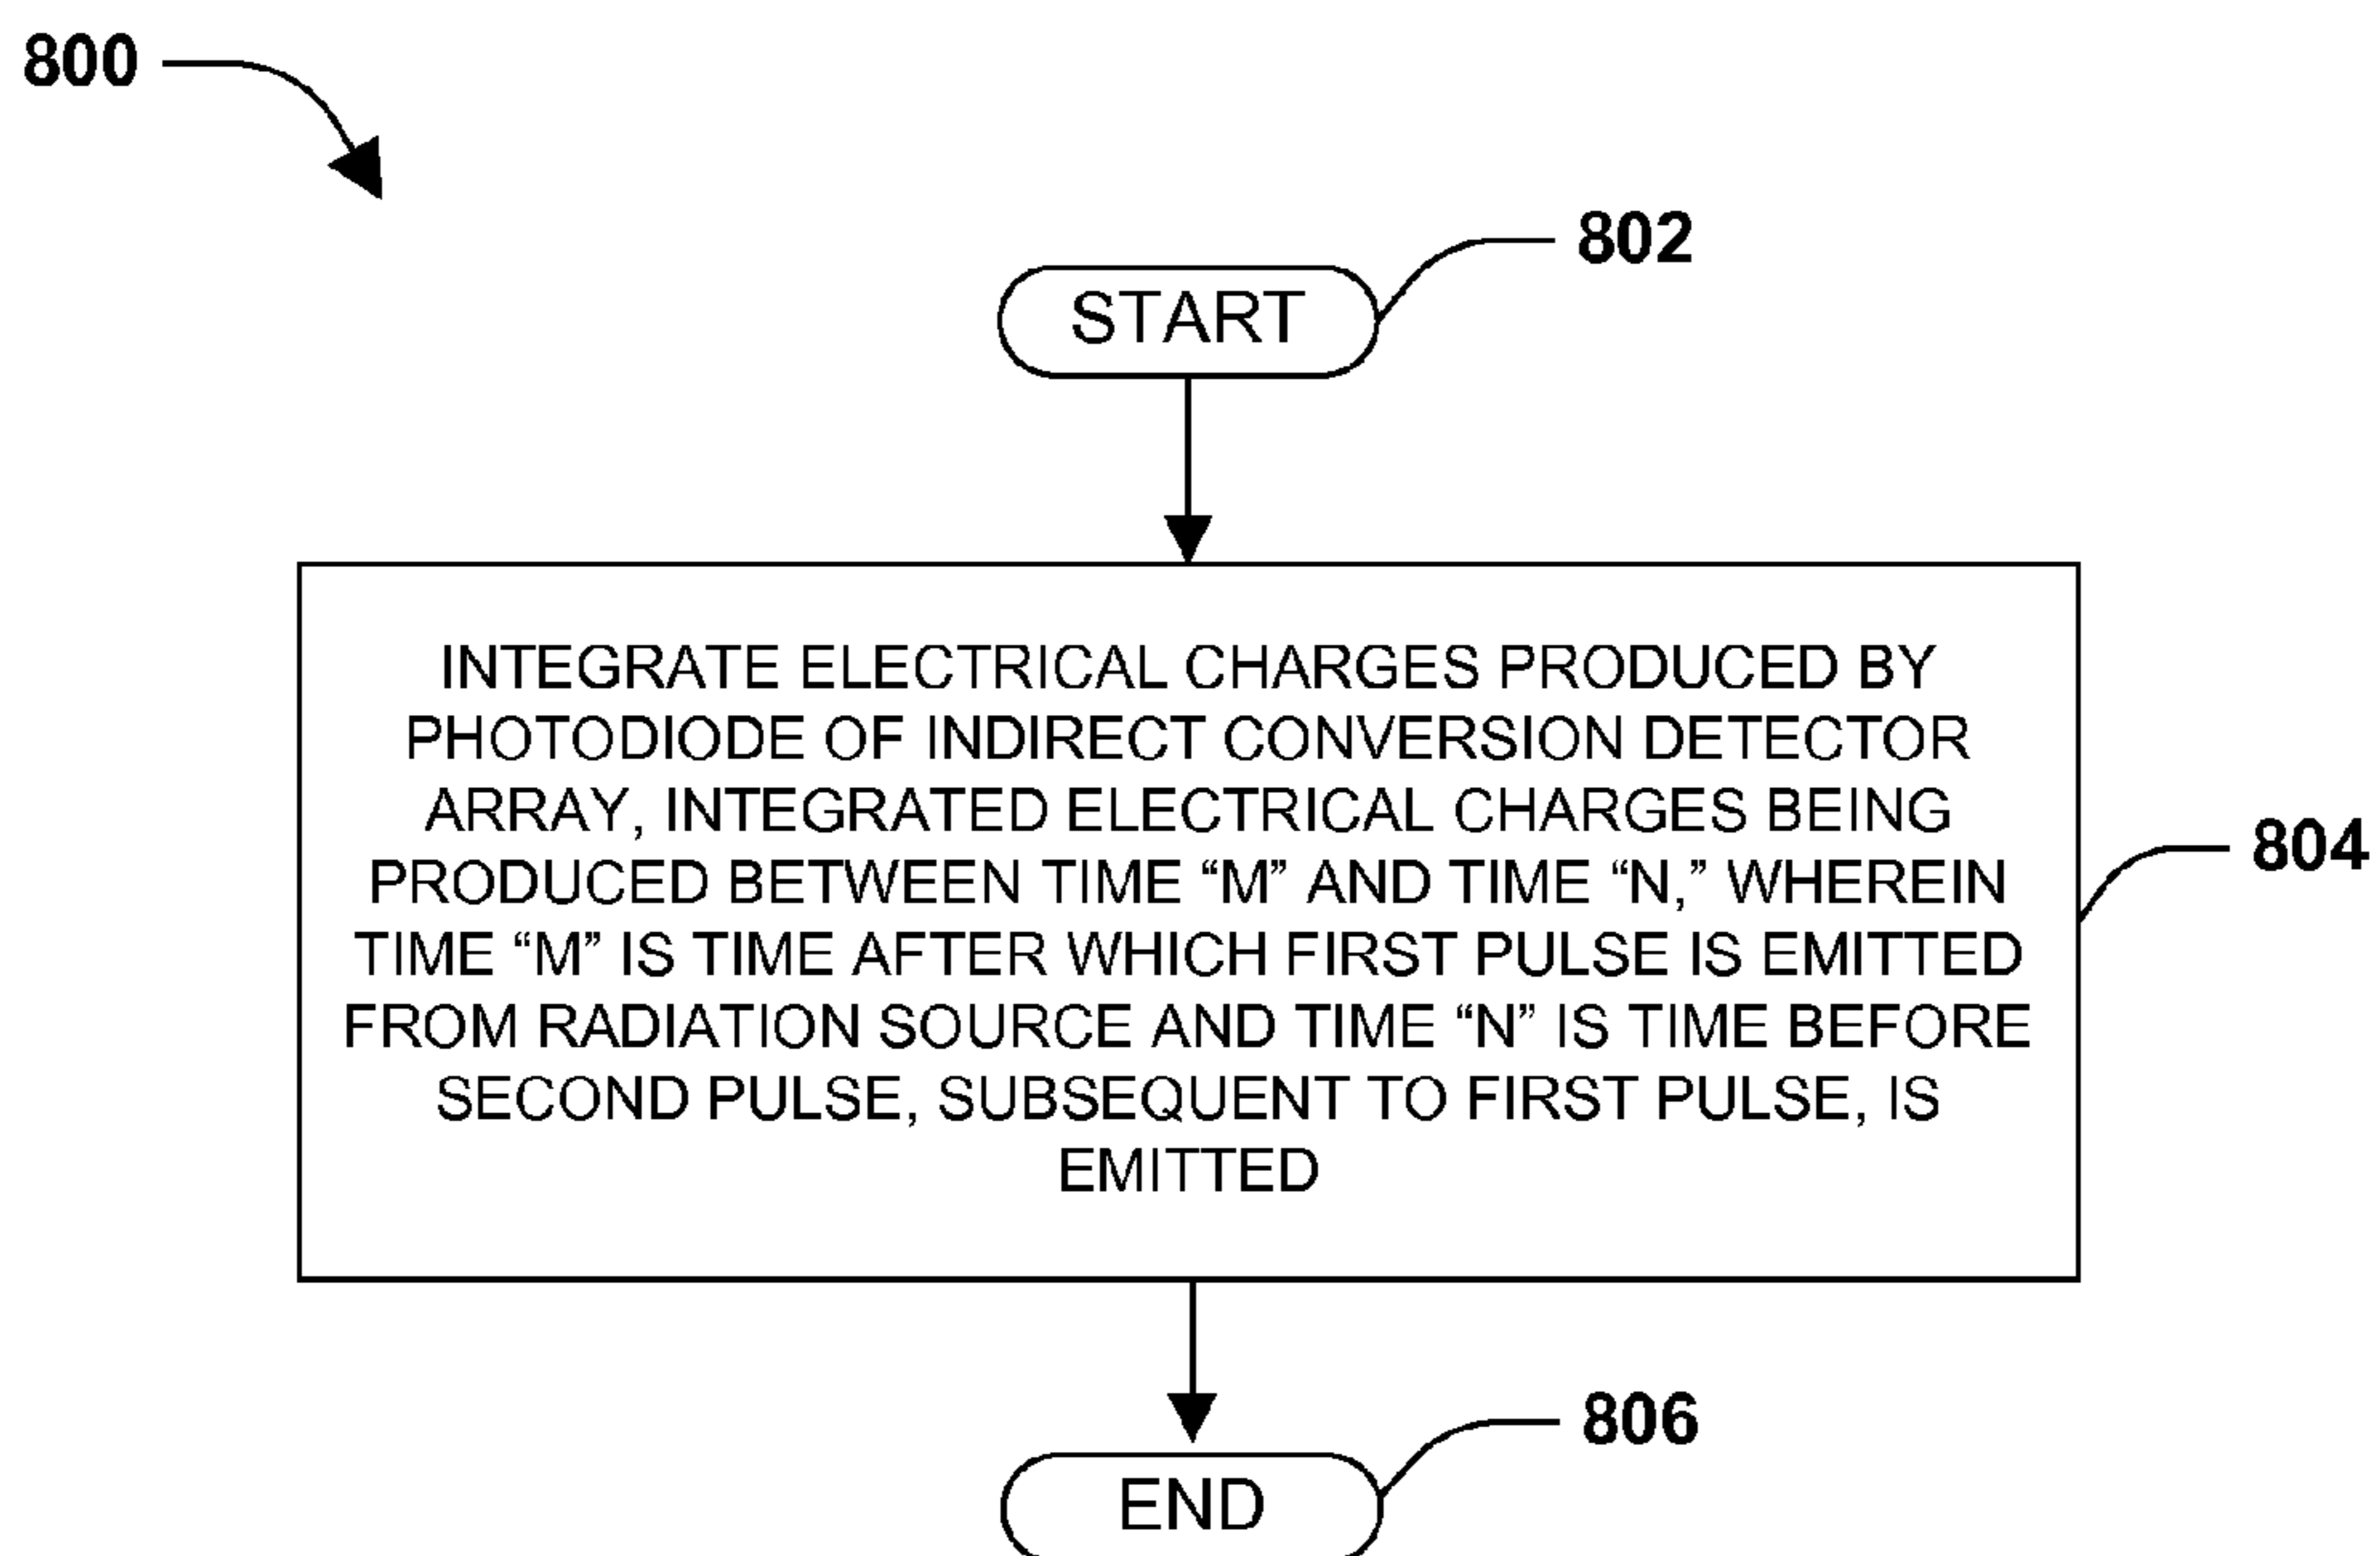 800
802
START
INTEGRATE ELECTRICAL CHARGES PRODUCED BY
PHOTODIODE OF INDIRECT CONVERSION DETECTOR
ARRAY, INTEGRATED ELECTRICAL CHARGES BEING
PRODUCED BETWEEN TIME “M” AND TIME “N,” WHEREIN
TIME “M” IS TIME AFTER WHICH FIRST PULSE IS EMITTED
FROM RADIATION SOURCE AND TIME “N” IS TIME BEFORE
SECOND PULSE, SUBSEQUENT TO FIRST PULSE, IS
EMITTED
804
806
END